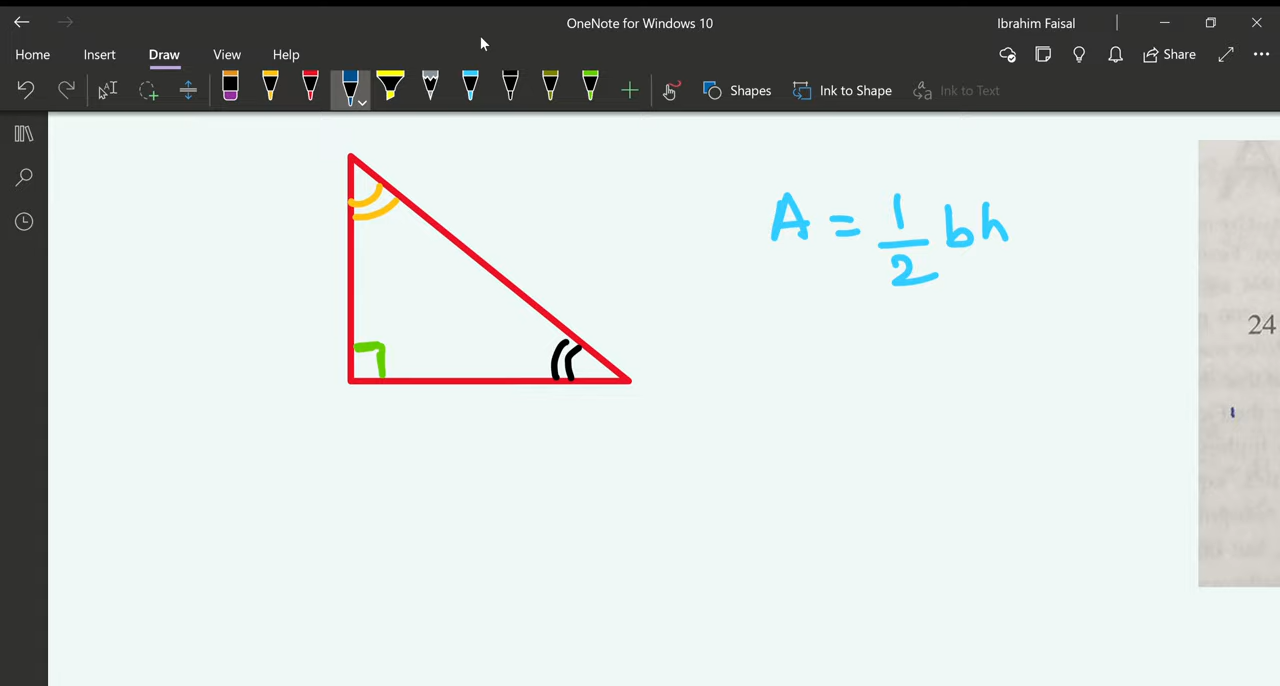 OneNote for Windows 10
Ibrahim Faisal
Home Insert Draw View Help
Share
Shapes Ink to Shape Ink to Text
A = 1/2 bh
24